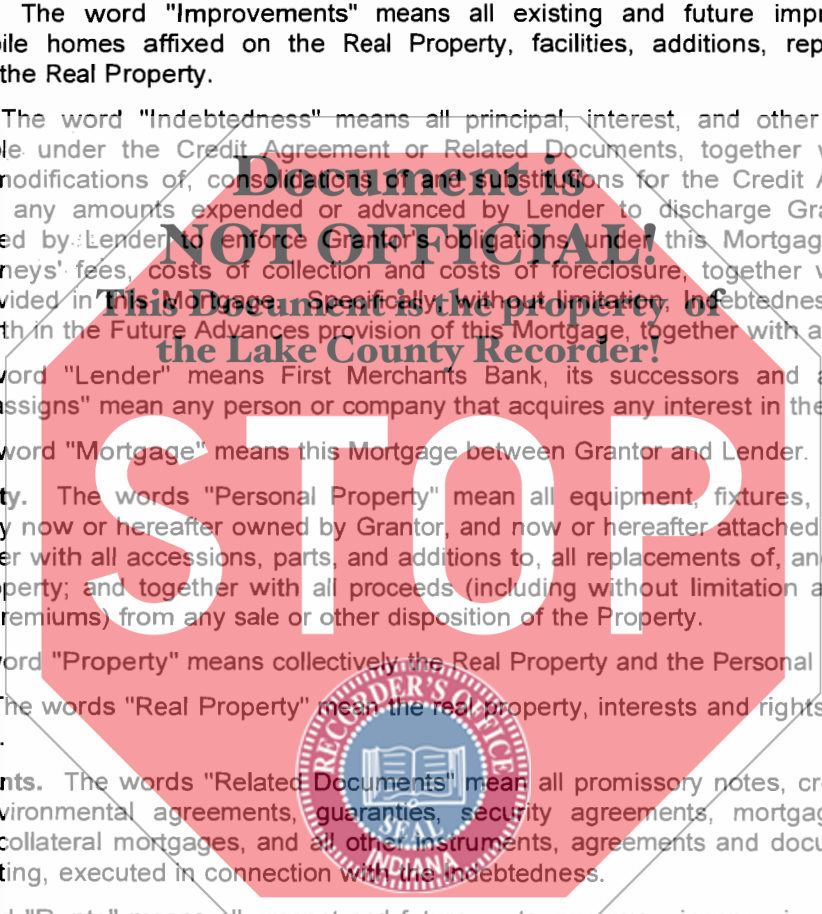 The word "Improvements" means all existing and future impr
ile homes affixed on the Real Property, facilities, additions, rep
the Real Property.
The word "Indebtedness" means all principal, interest, and other
le under the Credit Agreement or Related Documents, together
modifications of, consolidations of and substitutions for the Credit
any amounts expended or advanced by Lender to discharge Gra
ed by Lender to enforce Grantor's obligations under this Mortgag
neys' fees, costs of collection and costs of foreclosure, together
vided in this Mortgage. Specifically, without limitation, Indebtednes
th in the Future Advances provision of this Mortgage, together with a
word "Lender" means First Merchants Bank, its successors and a
ssigns" mean any person or company that acquires any interest in the
word "Mortgage" means this Mortgage between Grantor and Lender.
ty. The words "Personal Property" mean all equipment, fixtures,
y now or hereafter owned by Grantor, and now or hereafter attached
er with all accessions, parts, and additions to, all replacements of, an
perty; and together with all proceeds (including without limitation a
remiums) from any sale or other disposition of the Property.
ord "Property" means collectively the Real Property and the Personal
The words "Real Property" mean the real property, interests and rights
.
nts. The words "Related Documents" mean all promissory notes, cr
vironmental agreements, guaranties, security agreements, mortga
collateral mortgages, and all other instruments, agreements and docu
ting, executed in connection with the Indebtedness.
Document is
NOT OFFICIAL!
This Document is the property of
the Lake County Recorder!
STOP
RECORDER'S OFFICE
SEAL
INDIANA